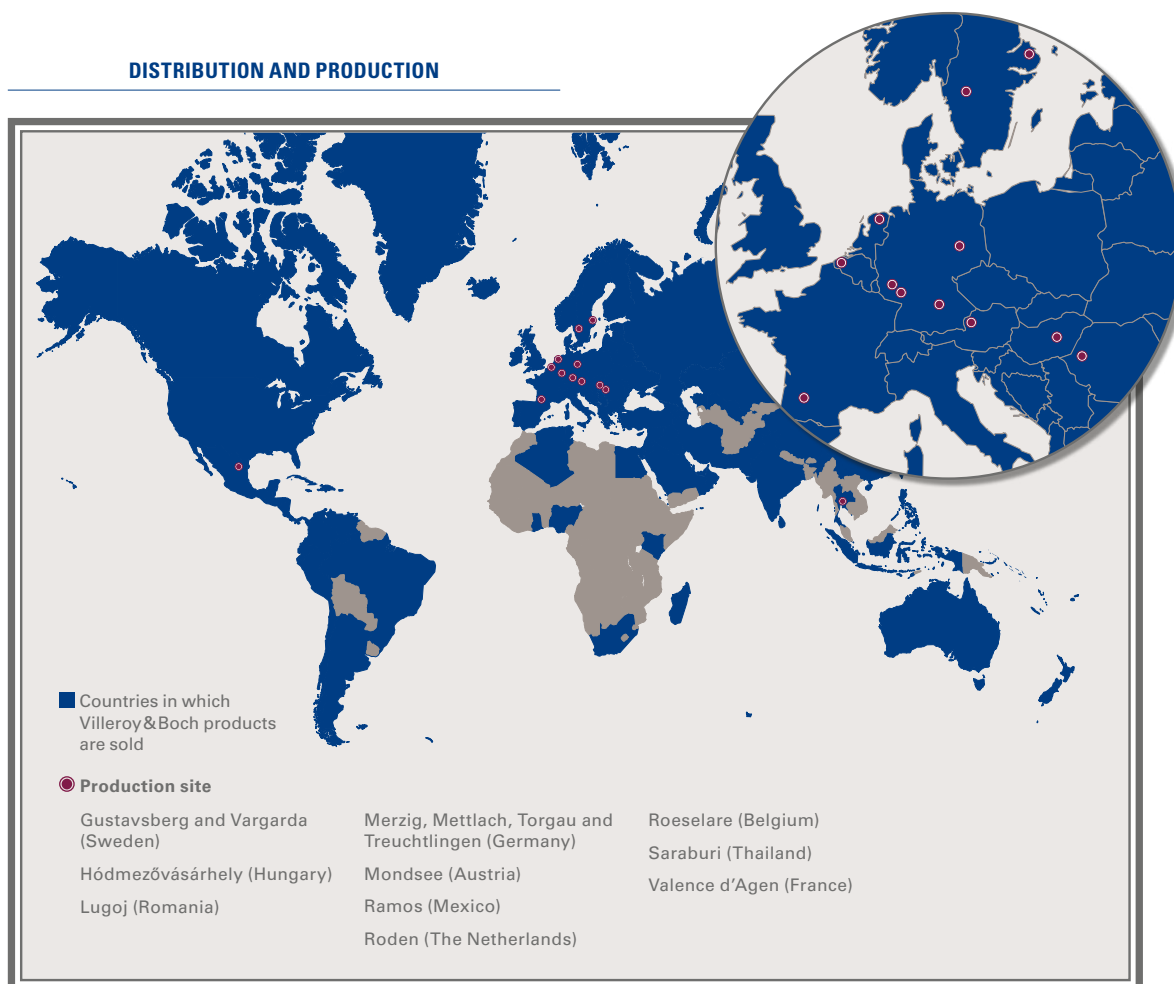 DISTRIBUTION AND PRODUCTION
Countries in which
Villeroy & Boch products
are sold
Production site
Gustavsberg and Vargarda
(Sweden)
Hódmezővásárhely (Hungary)
Lugoj (Romania)
Merzig, Mettlach, Torgau and
Treuchtlingen (Germany)
Mondsee (Austria)
Ramos (Mexico)
Roden (The Netherlands)
Roeselare (Belgium)
Saraburi (Thailand)
Valence d’Agen (France)